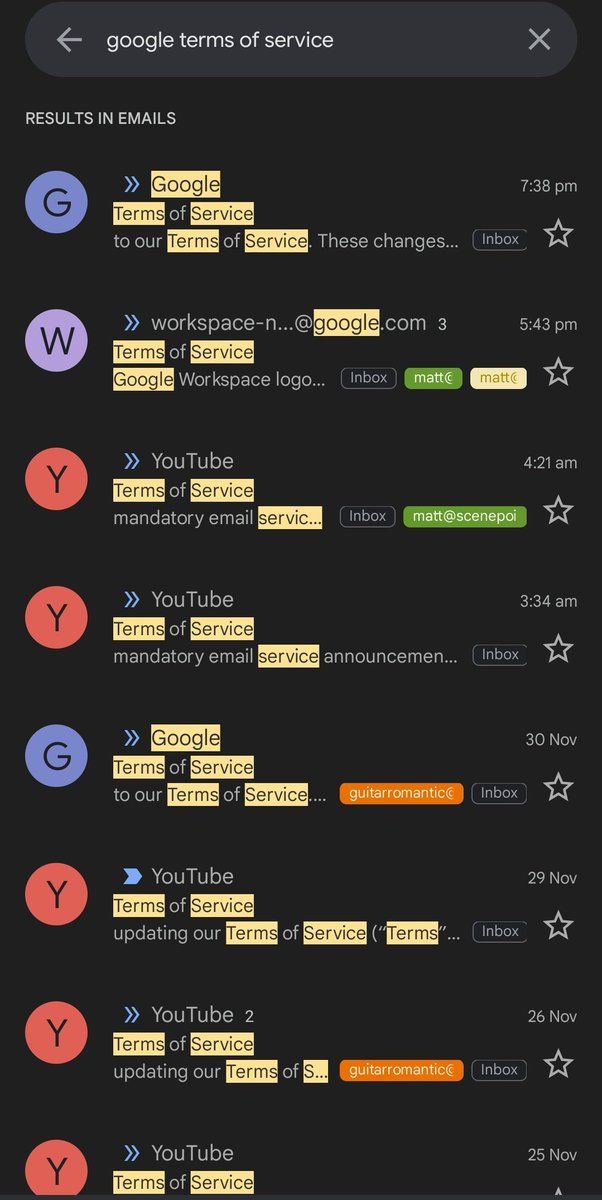 google terms of service
RESULTS IN EMAILS
G
Google
7:38 pm
Terms of Service
to our Terms of Service. These changes...
Inbox
W
workspace-n...@google.com 3
5:43 pm
Terms of Service
Google Workspace logo...
Inbox
matt@
matt@
Y
YouTube
4:21 am
Terms of Service
mandatory email servic...
Inbox
matt@scenepoi
Y
YouTube
3:34 am
Terms of Service
mandatory email service announcemen...
Inbox
G
Google
30 Nov
Terms of Service
to our Terms of Service....
guitarromantic@
Inbox
Y
YouTube
29 Nov
Terms of Service
updating our Terms of Service (“Terms”...
Inbox
Y
YouTube 2
26 Nov
Terms of Service
updating our Terms of S...
guitarromantic@
Inbox
Y
YouTube
25 Nov
Terms of Service